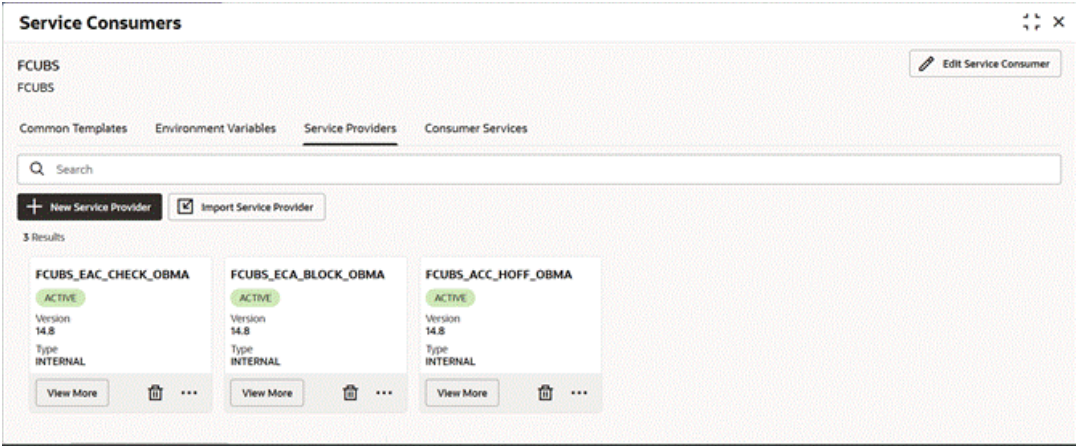 Service Consumers
FCUBS
Edit Service Consumer
FCUBS
Common Templates Environment Variables Service Providers Consumer Services
Search
New Service Provider Import Service Provider
3 Results
FCUBS_EAC_CHECK_OBMA FCUBS_ECA_BLOCK_OBMA FCUBS_ACC_HOFF_OBMA
ACTIVE ACTIVE ACTIVE
Version Version Version
14.8 14.8 14.8
Type Type Type
INTERNAL INTERNAL INTERNAL
View More View More View More